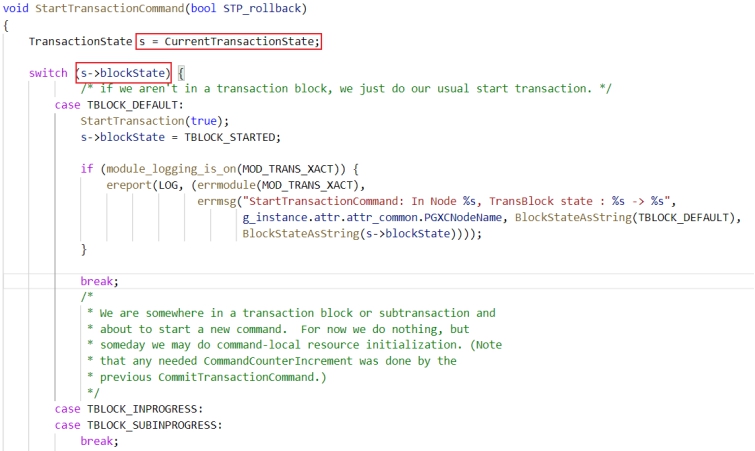 void StartTransactionCommand(bool STP_rollback)
{
    TransactionState s = CurrentTransactionState;
    switch (s->blockState) {
            /* if we aren't in a transaction block, we just do our usual start transaction. */
        case TBLOCK_DEFAULT:
            StartTransaction(true);
            s->blockState = TBLOCK_STARTED;
            if (module_logging_is_on(MOD_TRANS_XACT)) {
                ereport(LOG, (errmodule(MOD_TRANS_XACT),
                              errmsg("StartTransactionCommand: In Node %s, TransBlock state : %s -> %s",
                                     g_instance.attr.attr_common.PGXCNodeName, BlockStateAsString(TBLOCK_DEFAULT),
                                     BlockStateAsString(s->blockState))));
            }
            break;
            /*
             * We are somewhere in a transaction block or subtransaction and
             * about to start a new command.  For now we do nothing, but
             * someday we may do command-local resource initialization. (Note
             * that any needed CommandCounterIncrement was done by the
             * previous CommitTransactionCommand.)
             */
        case TBLOCK_INPROGRESS:
        case TBLOCK_SUBINPROGRESS:
            break;